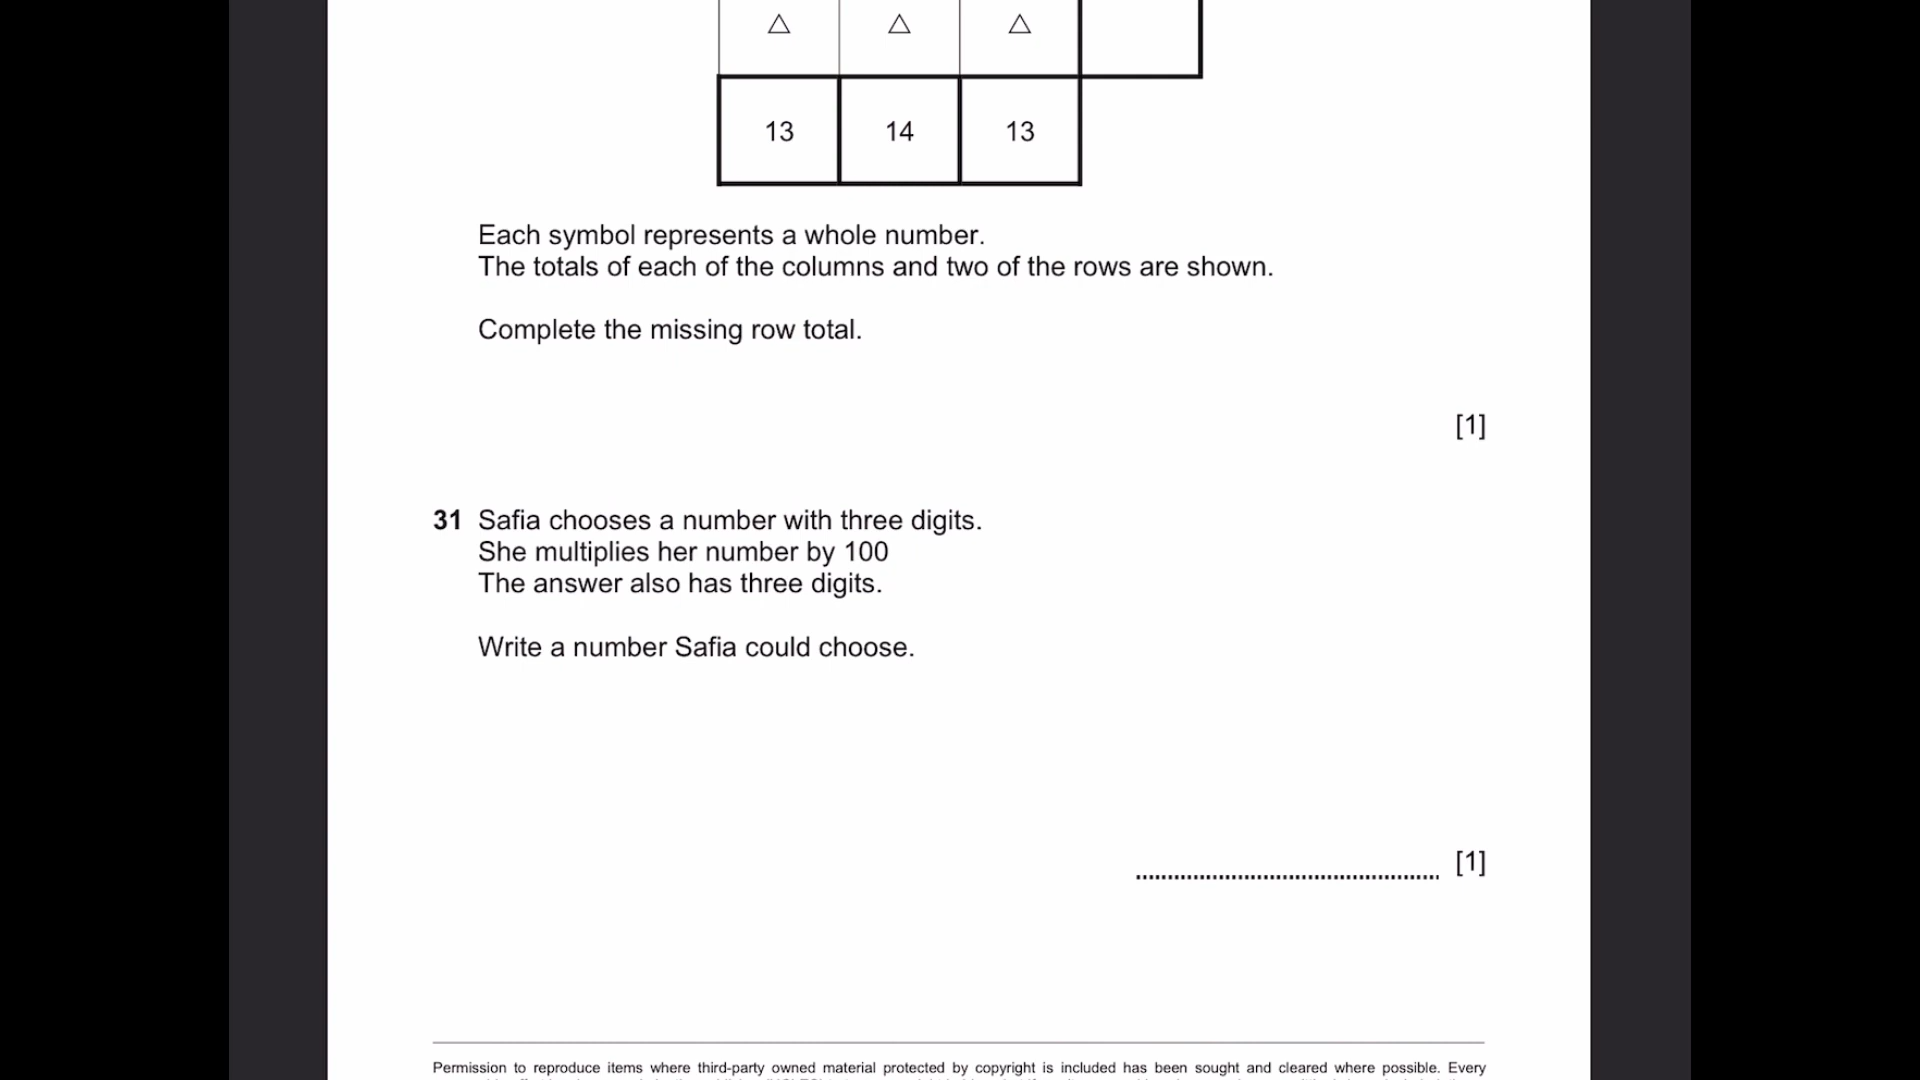 △ △ △
13 14 13
Each symbol represents a whole number.
The totals of each of the columns and two of the rows are shown.
Complete the missing row total.
[1]
31 Safia chooses a number with three digits.
She multiplies her number by 100
The answer also has three digits.
Write a number Safia could choose.
................................................ [1]
Permission to reproduce items where third-party owned material protected by copyright is included has been sought and cleared where possible. Every